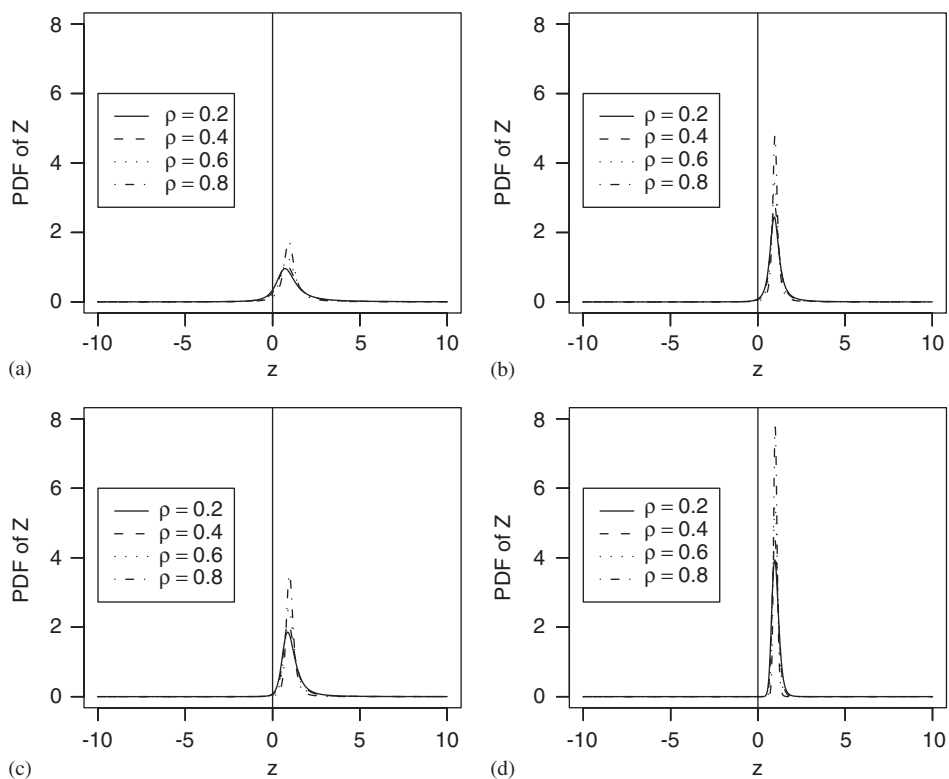 8
6
4
2
0
PDF of Z
ρ = 0.2
ρ = 0.4
ρ = 0.6
ρ = 0.8
-10 -5 0 5 10
(a) z
8
6
4
2
0
PDF of Z
ρ = 0.2
ρ = 0.4
ρ = 0.6
ρ = 0.8
-10 -5 0 5 10
(b) z
8
6
4
2
0
PDF of Z
ρ = 0.2
ρ = 0.4
ρ = 0.6
ρ = 0.8
-10 -5 0 5 10
(c) z
8
6
4
2
0
PDF of Z
ρ = 0.2
ρ = 0.4
ρ = 0.6
ρ = 0.8
-10 -5 0 5 10
(d) z